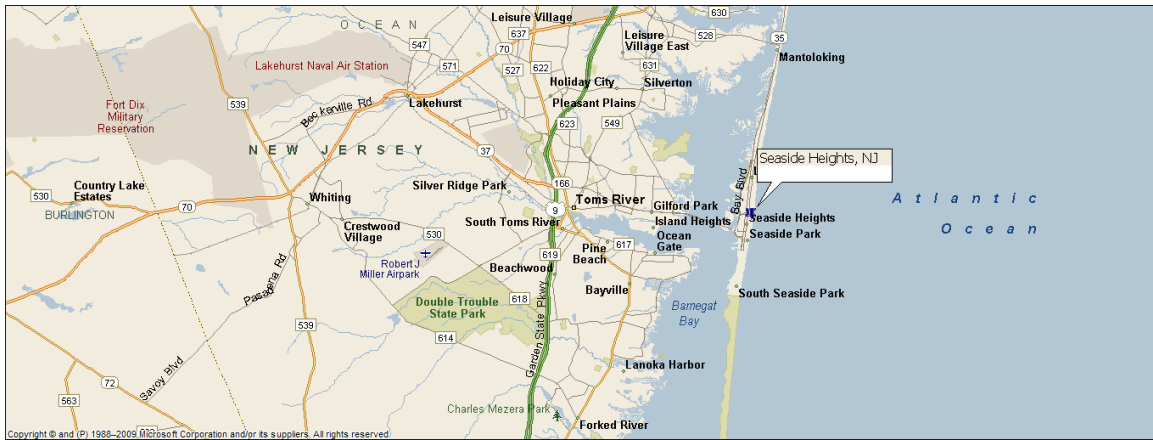 OCEAN
Leisure Village
630
35
637
Leisure
Village East
528
547
70
Mantoloking
Lakehurst Naval Air Station
571
527
622
631
Holiday City
Silverton
Fort Dix
Military
Reservation
539
Beckerville Rd
Lakehurst
Pleasant Plains
623
549
NEW JERSEY
37
Seaside Heights, NJ
L
Silver Ridge Park
166
Bay Blvd
530
Country Lake
Estates
70
Whiting
Toms River
Gilford Park
Atlantic
Ocean
BURLINGTON
9
South Toms River
Island Heights
Seaside Heights
Crestwood
Village
530
Ocean
Gate
Seaside Park
617
Pine
Beach
619
Robert J
Miller Airpark
Beachwood
Pasadena Rd
Bayville
South Seaside Park
Double Trouble
State Park
618
Barnegat
Bay
Garden State Pkwy
539
614
Savoy Blvd
Lanoka Harbor
72
563
Charles Mezera Park
Forked River
Copyright © and (P) 1988–2009 Microsoft Corporation and/or its suppliers. All rights reserved.